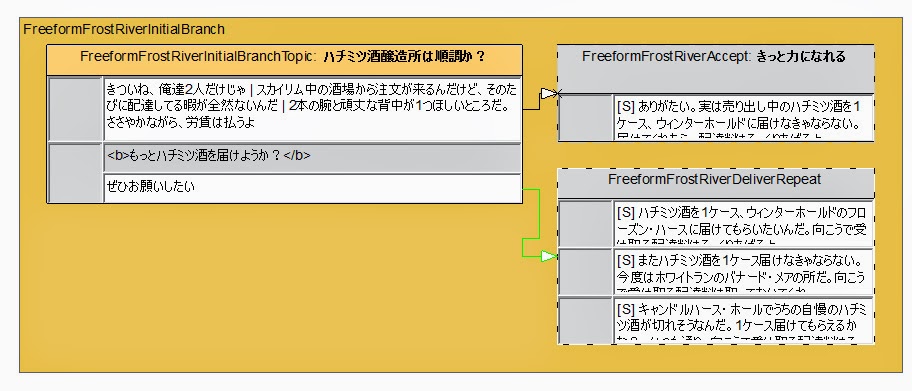 FreeformFrostRiverInitialBranch
FreeformFrostRiverInitialBranchTopic: ハチミツ酒醸造所は順調か？
きついね、俺達2人だけじゃ | スカイリム中の酒場から注文が来るんだけど、そのた
びに配達してる暇が全然ないんだ | 2本の腕と頑丈な背中が1つほしいところだ。
ささやかながら、労賃は払うよ
<b>もっとハチミツ酒を届けようか？</b>
ぜひお願いしたい
FreeformFrostRiverAccept: きっと力になれる
[S] ありがたい。実は売り出し中のハチミツ酒を1
ケース、ウィンターホールドに届けなきゃならない。
FreeformFrostRiverDeliverRepeat
[S] ハチミツ酒を1ケース、ウィンターホールドのフロ
ーズン・ハースに届けてもらいたいんだ。向こうで受
[S] またハチミツ酒を1ケース届けなきゃならない。
今度はホワイトランのバナード・メアの所だ。向こう
[S] キャンドルハース・ホールでうちの自慢のハチミ
ツ酒が切れそうなんだ。1ケース届けてもらえるか